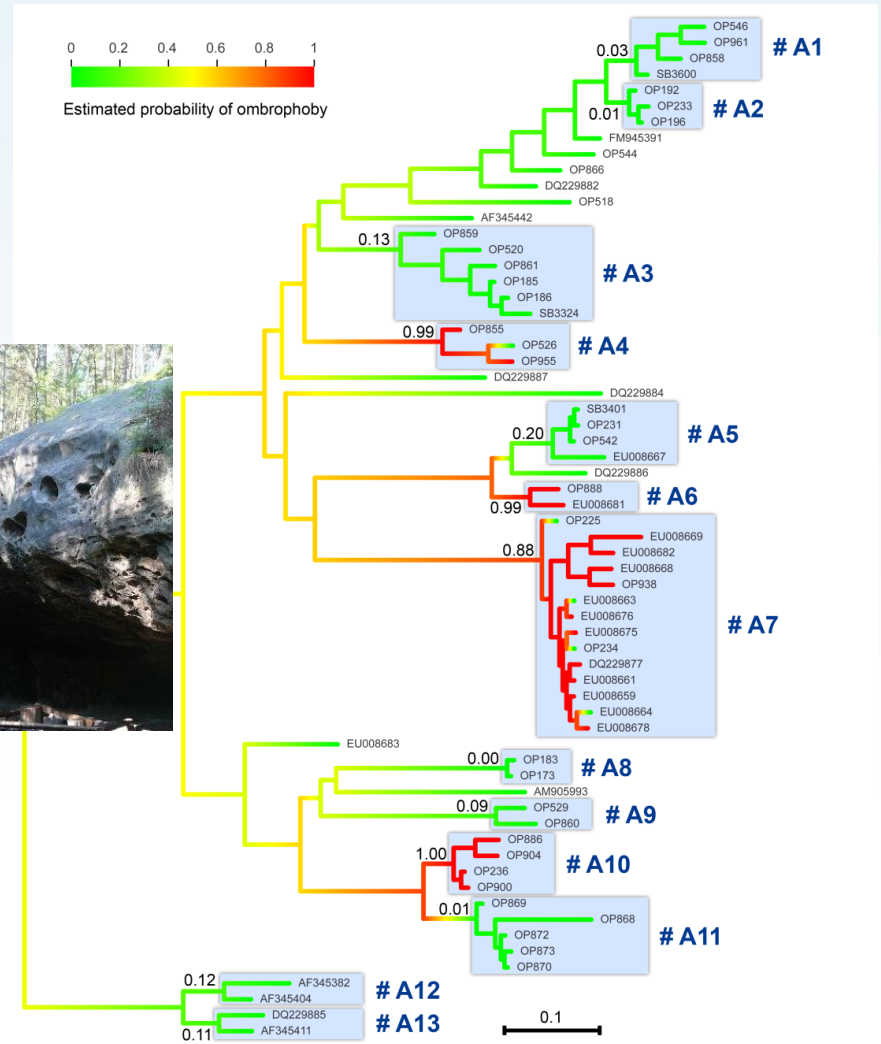 0 0.2 0.4 0.6 0.8 1
Estimated probability of ombrophoby
OP546
0.03
OP961
# A1
OP858
SB3600
OP192
0.01
OP233
# A2
OP196
FM945391
OP544
OP866
DQ229882
OP518
AF345442
0.13
OP859
OP520
OP861
# A3
OP185
OP186
SB3324
0.99
OP855
OP526
# A4
OP955
DQ229887
DQ229884
SB3401
0.20
OP231
# A5
OP542
EU008667
DQ229886
OP888
# A6
0.99
EU008681
OP225
EU008669
0.88
EU008682
EU008668
OP938
EU008663
EU008676
# A7
EU008675
OP234
DQ229877
EU008661
EU008659
EU008664
EU008678
EU008683
0.00
OP183
# A8
OP173
AM905993
0.09
OP529
# A9
OP860
OP886
1.00
OP904
# A10
OP236
OP900
0.01
OP869
OP868
OP872
# A11
OP873
OP870
0.12
AF345382
# A12
AF345404
DQ229885
# A13
0.11
AF345411
0.1